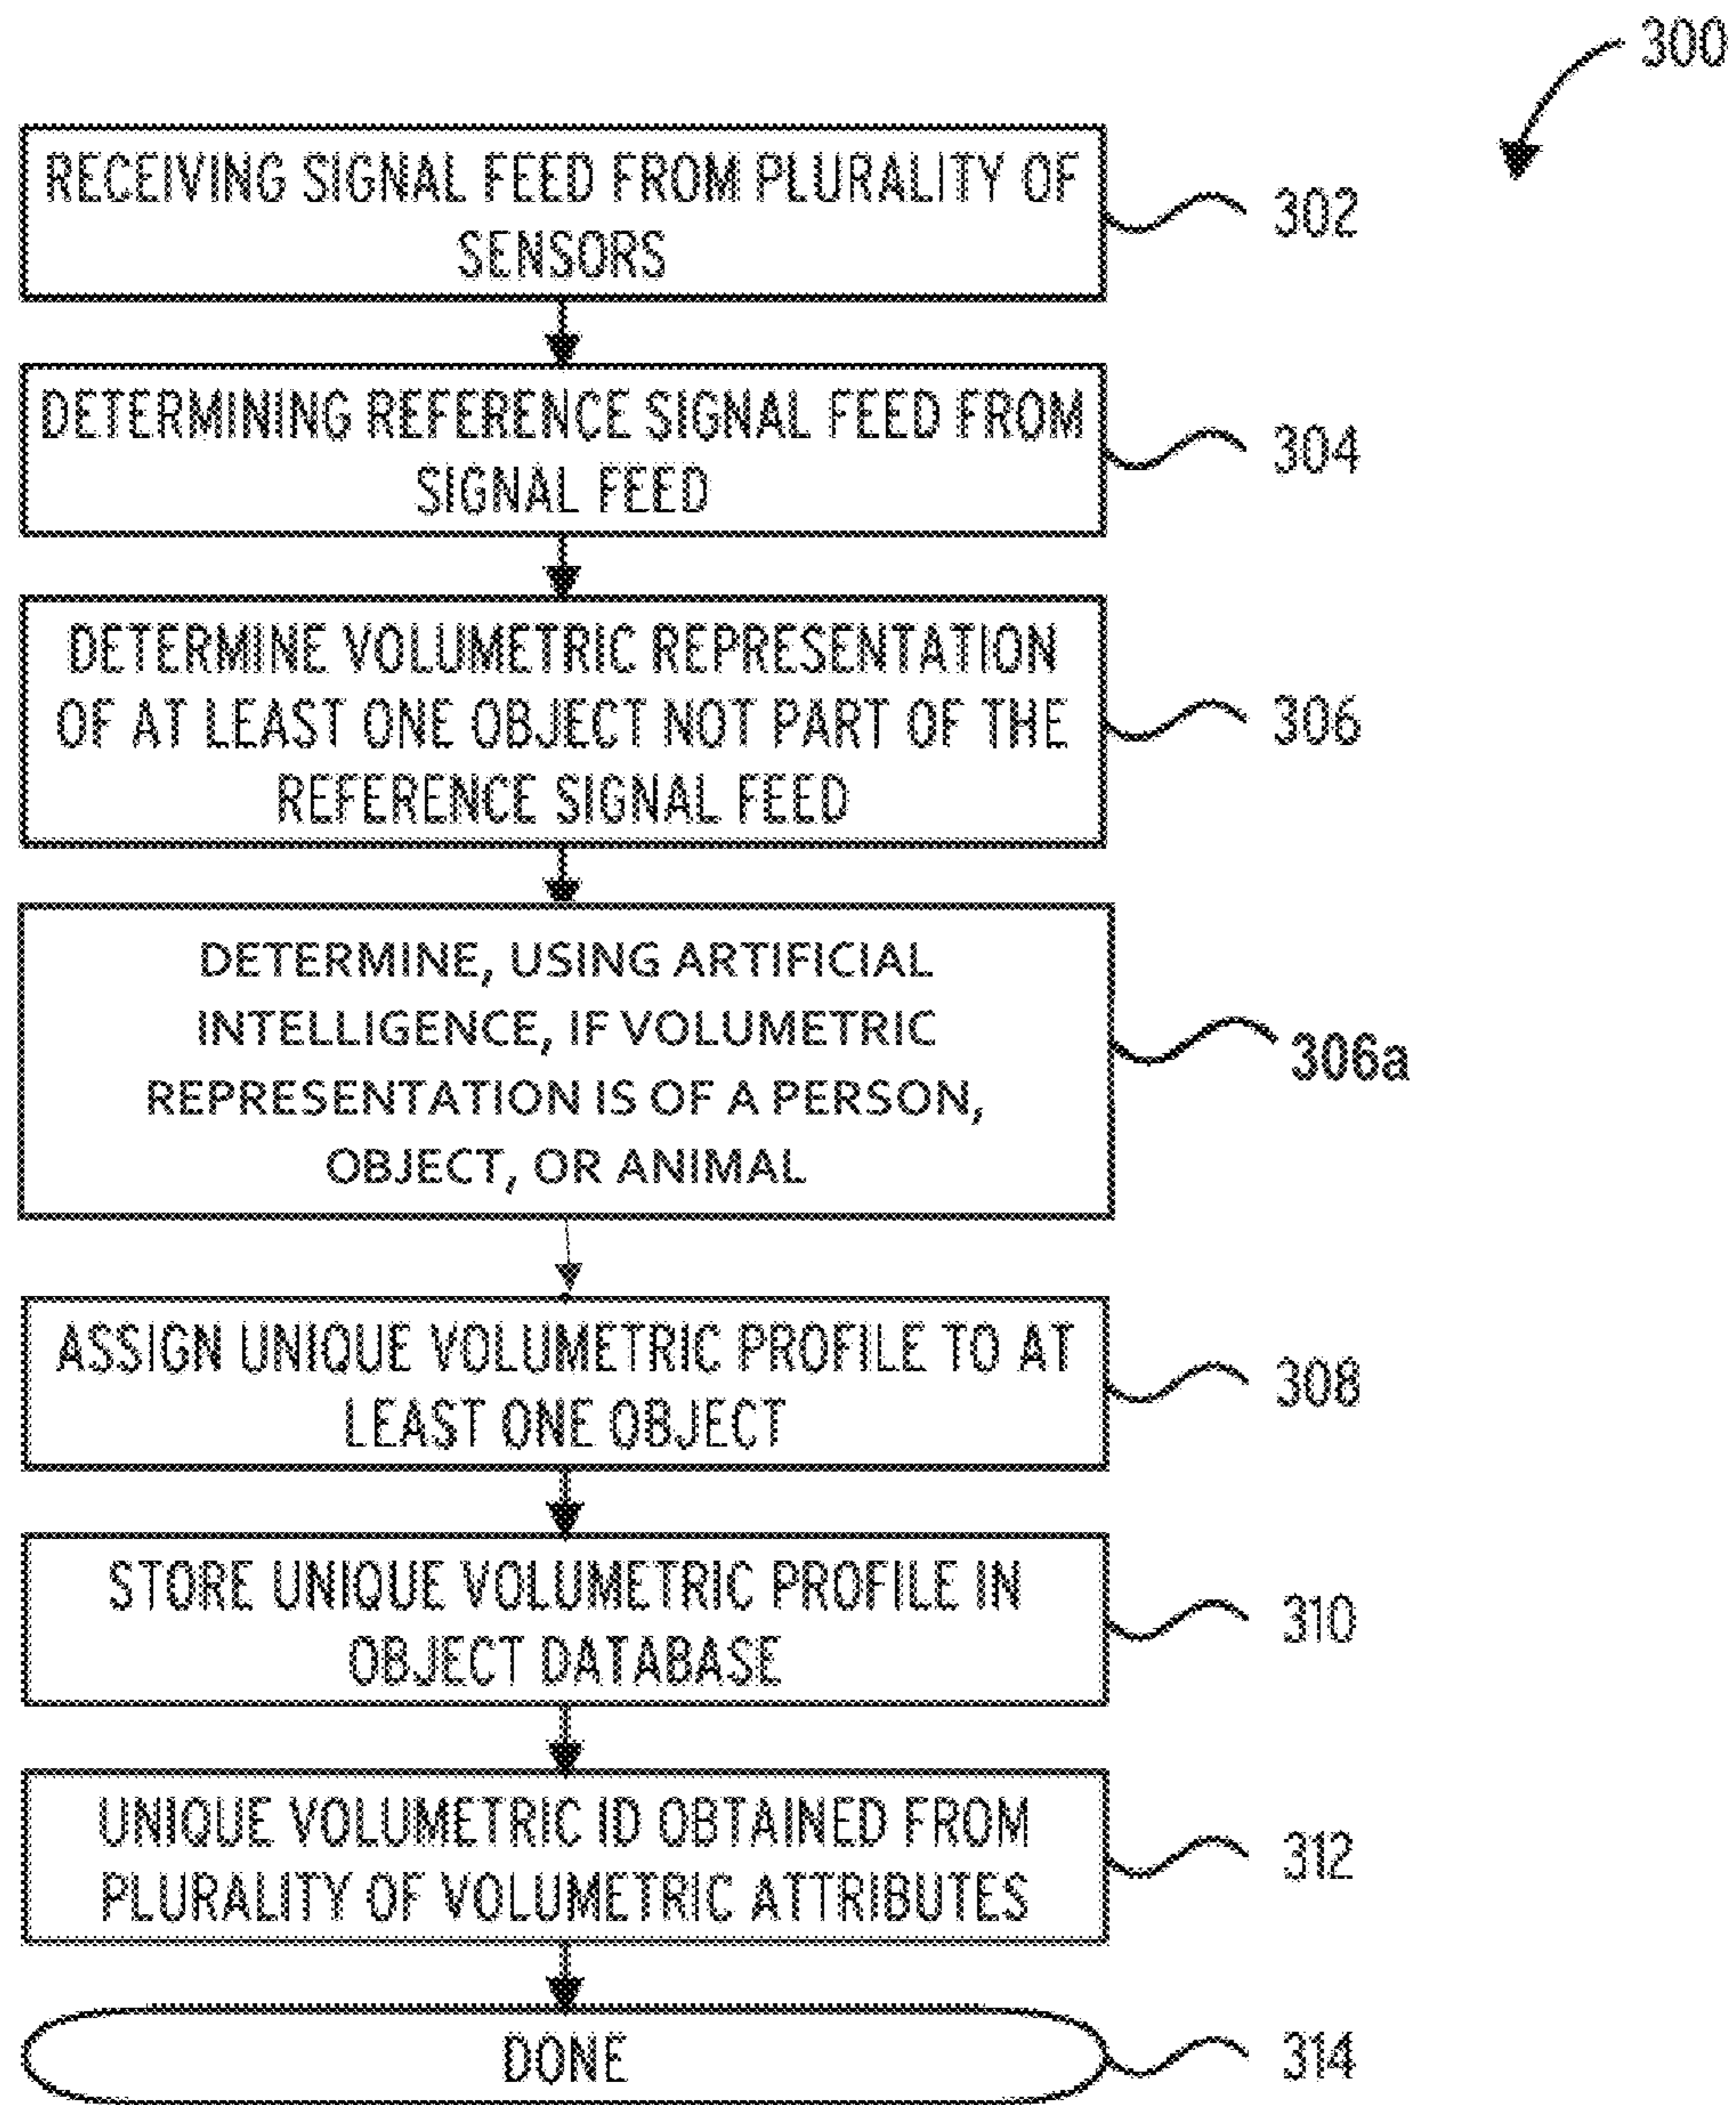 300
RECEIVING SIGNAL FEED FROM PLURALITY OF
SENSORS
302
DETERMINING REFERENCE SIGNAL FEED FROM
SIGNAL FEED
304
DETERMINE VOLUMETRIC REPRESENTATION
OF AT LEAST ONE OBJECT NOT PART OF THE
REFERENCE SIGNAL FEED
306
DETERMINE, USING ARTIFICIAL
INTELLIGENCE, IF VOLUMETRIC
REPRESENTATION IS OF A PERSON,
OBJECT, OR ANIMAL
306a
ASSIGN UNIQUE VOLUMETRIC PROFILE TO AT
LEAST ONE OBJECT
308
STORE UNIQUE VOLUMETRIC PROFILE IN
OBJECT DATABASE
310
UNIQUE VOLUMETRIC ID OBTAINED FROM
PLURALITY OF VOLUMETRIC ATTRIBUTES
312
DONE
314